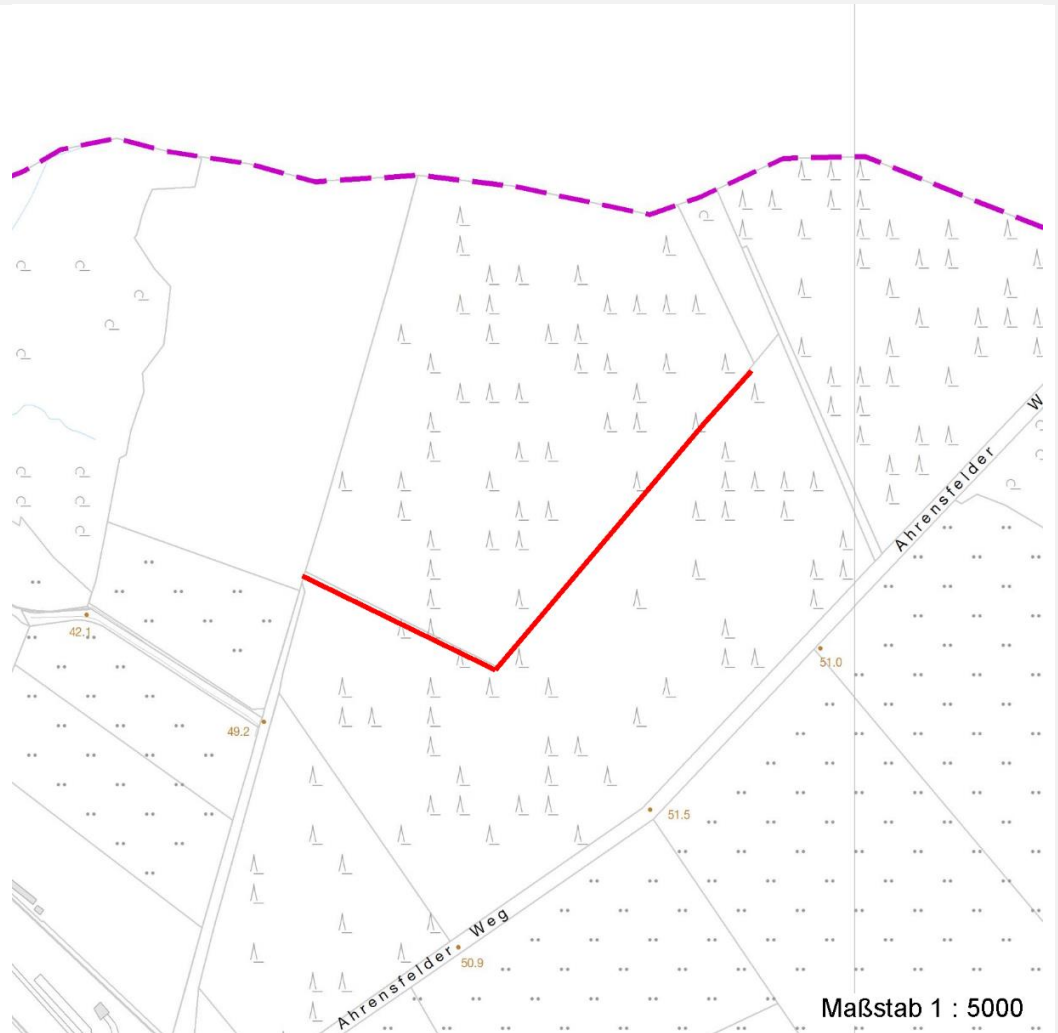 W
Ahrensfelder
42.1
51.0
49.2
51.5
Ahrensfelder Weg
50.9
Maßstab 1 : 5000